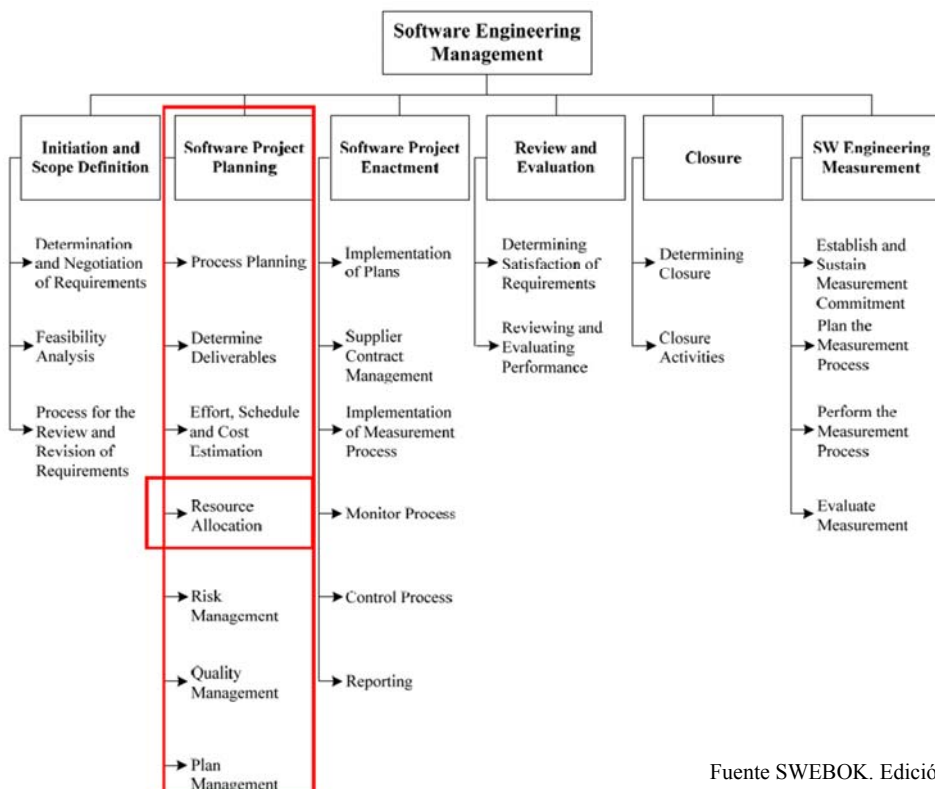 Software Engineering
Management
Initiation and
Scope Definition
Determination
and Negotiation
of Requirements
Feasibility
Analysis
Process for the
Review and
Revision of
Requirements
Software Project
Planning
Process Planning
Determine
Deliverables
Effort, Schedule
and Cost
Estimation
Resource
Allocation
Risk
Management
Quality
Management
Plan
Management
Software Project
Enactment
Implementation
of Plans
Supplier
Contract
Management
Implementation
of Measurement
Process
Monitor Process
Control Process
Reporting
Review and
Evaluation
Determining
Satisfaction of
Requirements
Reviewing and
Evaluating
Performance
Closure
Determining
Closure
Closure
Activities
SW Engineering
Measurement
Establish and
Sustain
Measurement
Commitment
Plan the
Measurement
Process
Perform the
Measurement
Process
Evaluate
Measurement
Fuente SWEBOK. Edició